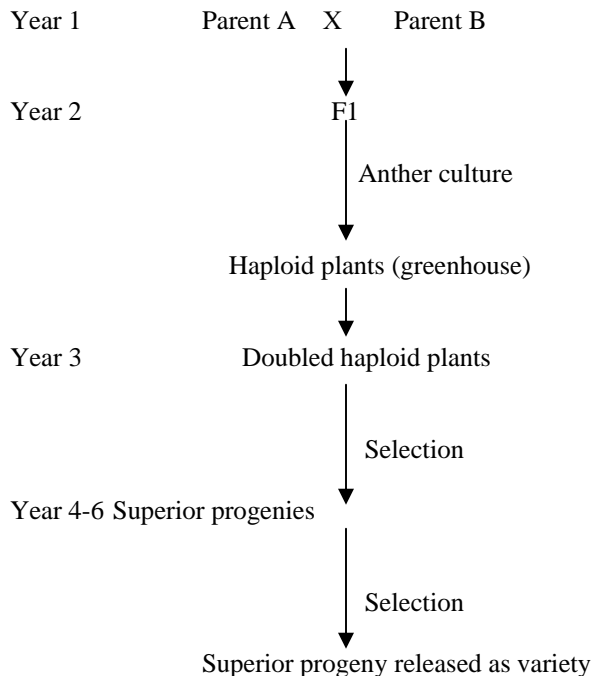 Year 1 Parent A X Parent B
Year 2 F1
Anther culture
Haploid plants (greenhouse)
Year 3 Doubled haploid plants
Selection
Year 4-6 Superior progenies
Selection
Superior progeny released as variety